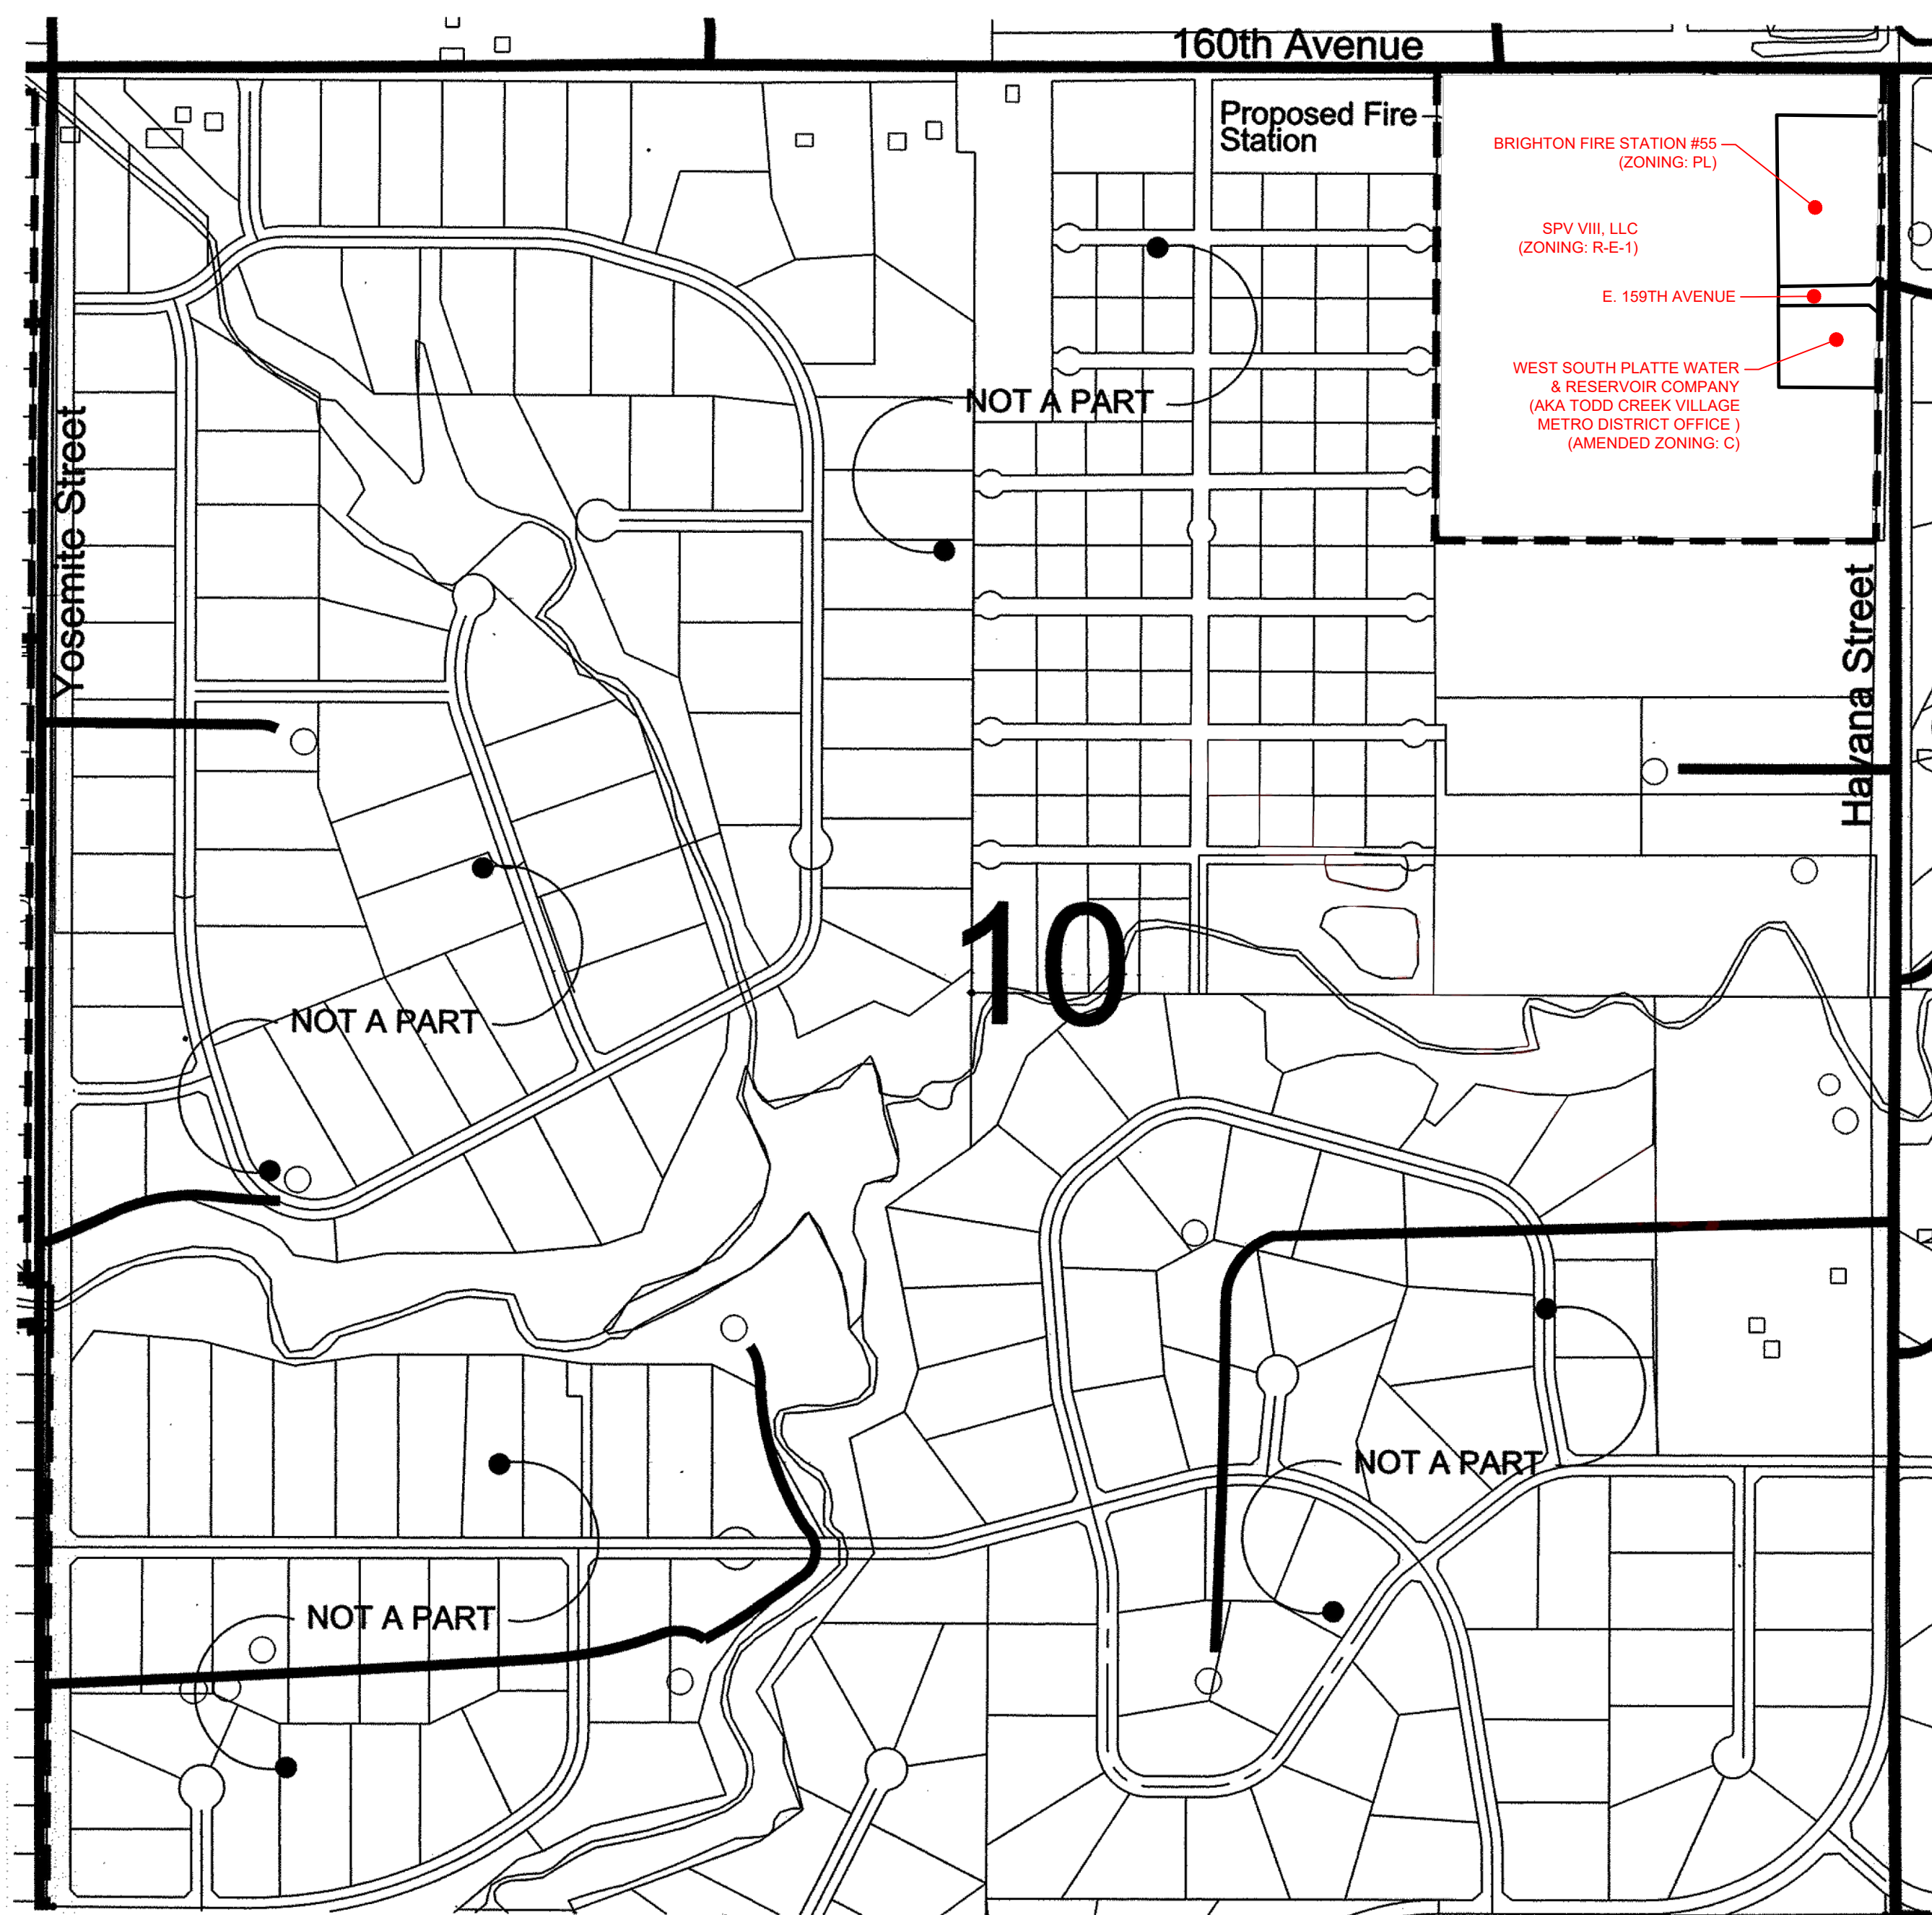 160th Avenue
Proposed Fire
Station
BRIGHTON FIRE STATION #55
(ZONING: PL)
SPV VIII, LLC
(ZONING: R-E-1)
E. 159TH AVENUE
WEST SOUTH PLATTE WATER
& RESERVOIR COMPANY
(AKA TODD CREEK VILLAGE
METRO DISTRICT OFFICE )
(AMENDED ZONING: C)
NOT A PART
Yosemite Street
Havana Street
10
NOT A PART
NOT A PART
NOT A PART